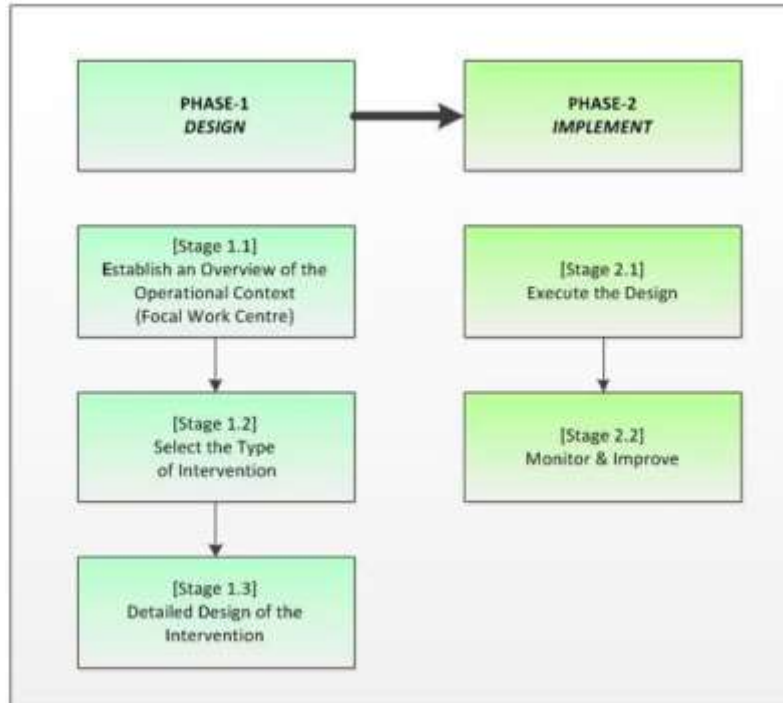 PHASE-1
DESIGN
PHASE-2
IMPLEMENT
[Stage 1.1]
Establish an Overview of the
Operational Context
(Focal Work Centre)
[Stage 1.2]
Select the Type
of Intervention
[Stage 1.3]
Detailed Design of the
Intervention
[Stage 2.1]
Execute the Design
[Stage 2.2]
Monitor & Improve